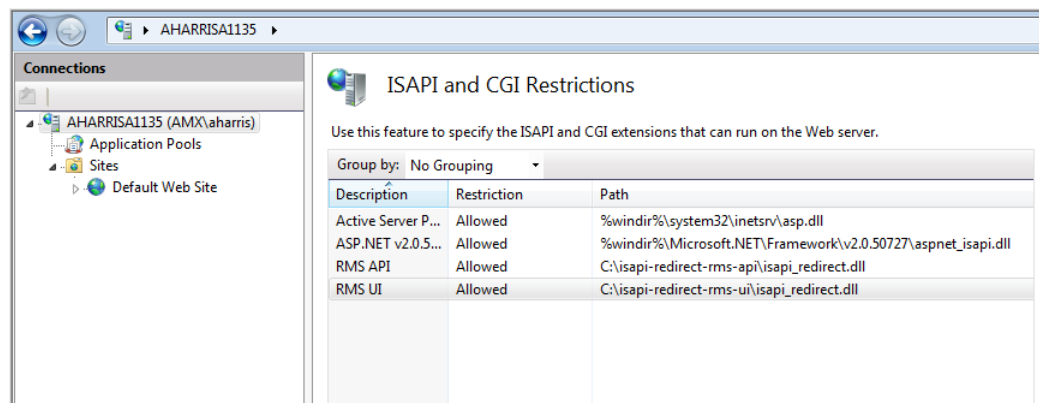 AHARRISA1135
Connections
AHARRISA1135 (AMX\aharris)
Application Pools
Sites
Default Web Site
ISAPI and CGI Restrictions
Use this feature to specify the ISAPI and CGI extensions that can run on the Web server.
Group by: No Grouping
Description Restriction Path
Active Server P... Allowed %windir%\system32\inetsrv\asp.dll
ASP.NET v2.0.5... Allowed %windir%\Microsoft.NET\Framework\v2.0.50727\aspnet_isapi.dll
RMS API Allowed C:\isapi-redirect-rms-api\isapi_redirect.dll
RMS UI Allowed C:\isapi-redirect-rms-ui\isapi_redirect.dll